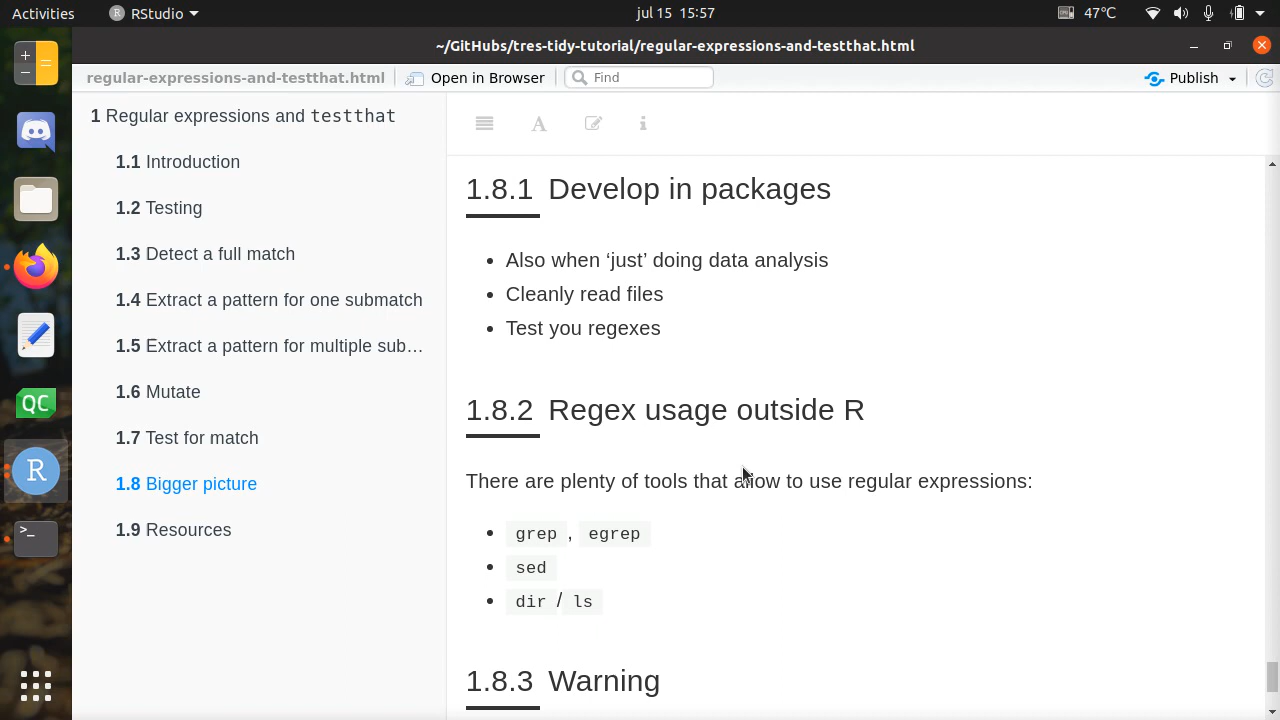 Activities RStudio jul 15 15:57 47°C
~/GitHubs/tres-tidy-tutorial/regular-expressions-and-testthat.html
regular-expressions-and-testthat.html Open in Browser Find Publish
1 Regular expressions and testthat
1.1 Introduction
1.2 Testing
1.3 Detect a full match
1.4 Extract a pattern for one submatch
1.5 Extract a pattern for multiple sub…
1.6 Mutate
1.7 Test for match
1.8 Bigger picture
1.9 Resources
QC
R
>_
A
i
1.8.1 Develop in packages
• Also when ‘just’ doing data analysis
• Cleanly read files
• Test you regexes
1.8.2 Regex usage outside R
There are plenty of tools that allow to use regular expressions:
• grep , egrep
• sed
• dir / ls
1.8.3 Warning